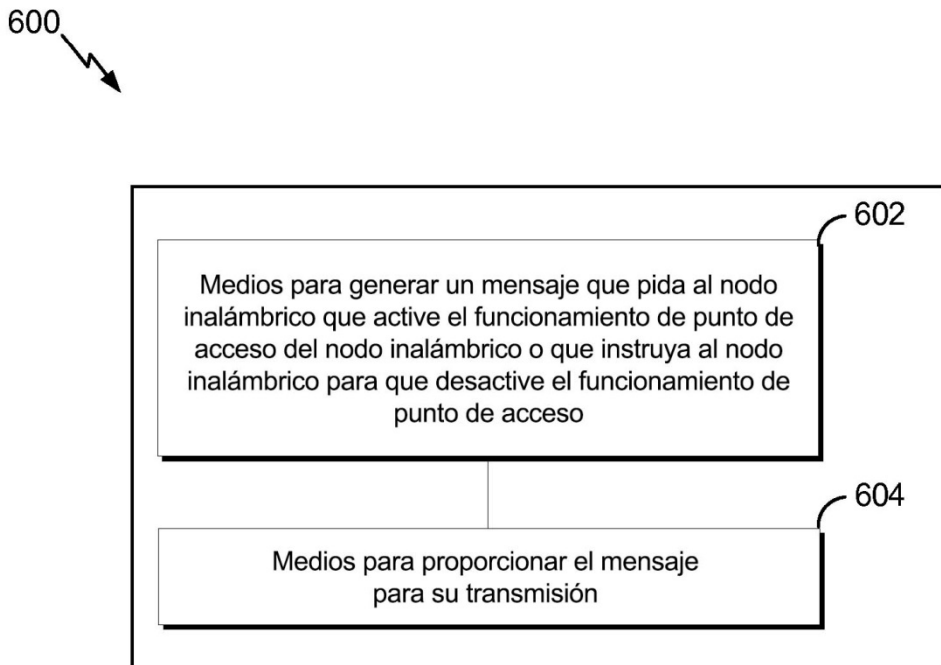 600
602
Medios para generar un mensaje que pida al nodo
inalámbrico que active el funcionamiento de punto de
acceso del nodo inalámbrico o que instruya al nodo
inalámbrico para que desactive el funcionamiento de
punto de acceso
604
Medios para proporcionar el mensaje
para su transmisión